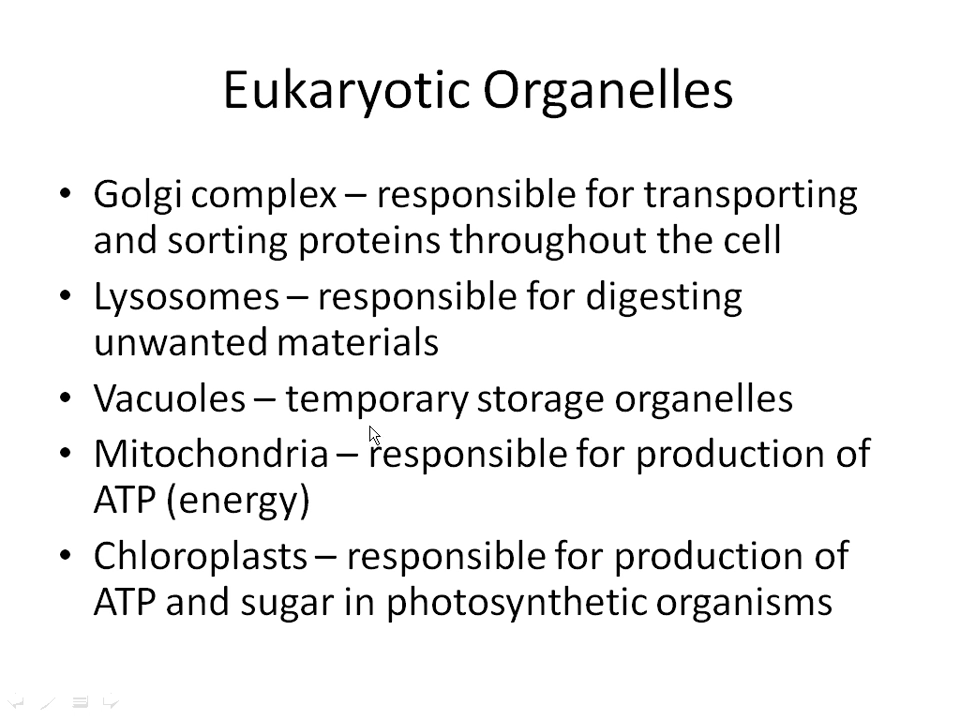 Eukaryotic Organelles
• Golgi complex – responsible for transporting
and sorting proteins throughout the cell
• Lysosomes – responsible for digesting
unwanted materials
• Vacuoles – temporary storage organelles
• Mitochondria – responsible for production of
ATP (energy)
• Chloroplasts – responsible for production of
ATP and sugar in photosynthetic organisms